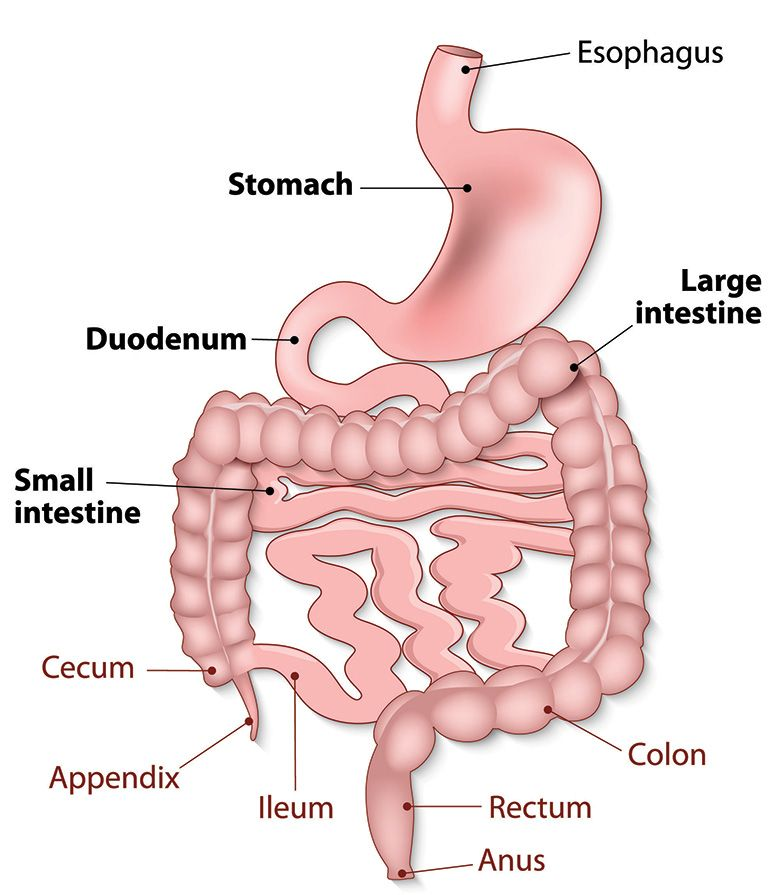 Esophagus
Stomach
Large
intestine
Duodenum
Small
intestine
Cecum
Appendix
Ileum
Colon
Rectum
Anus